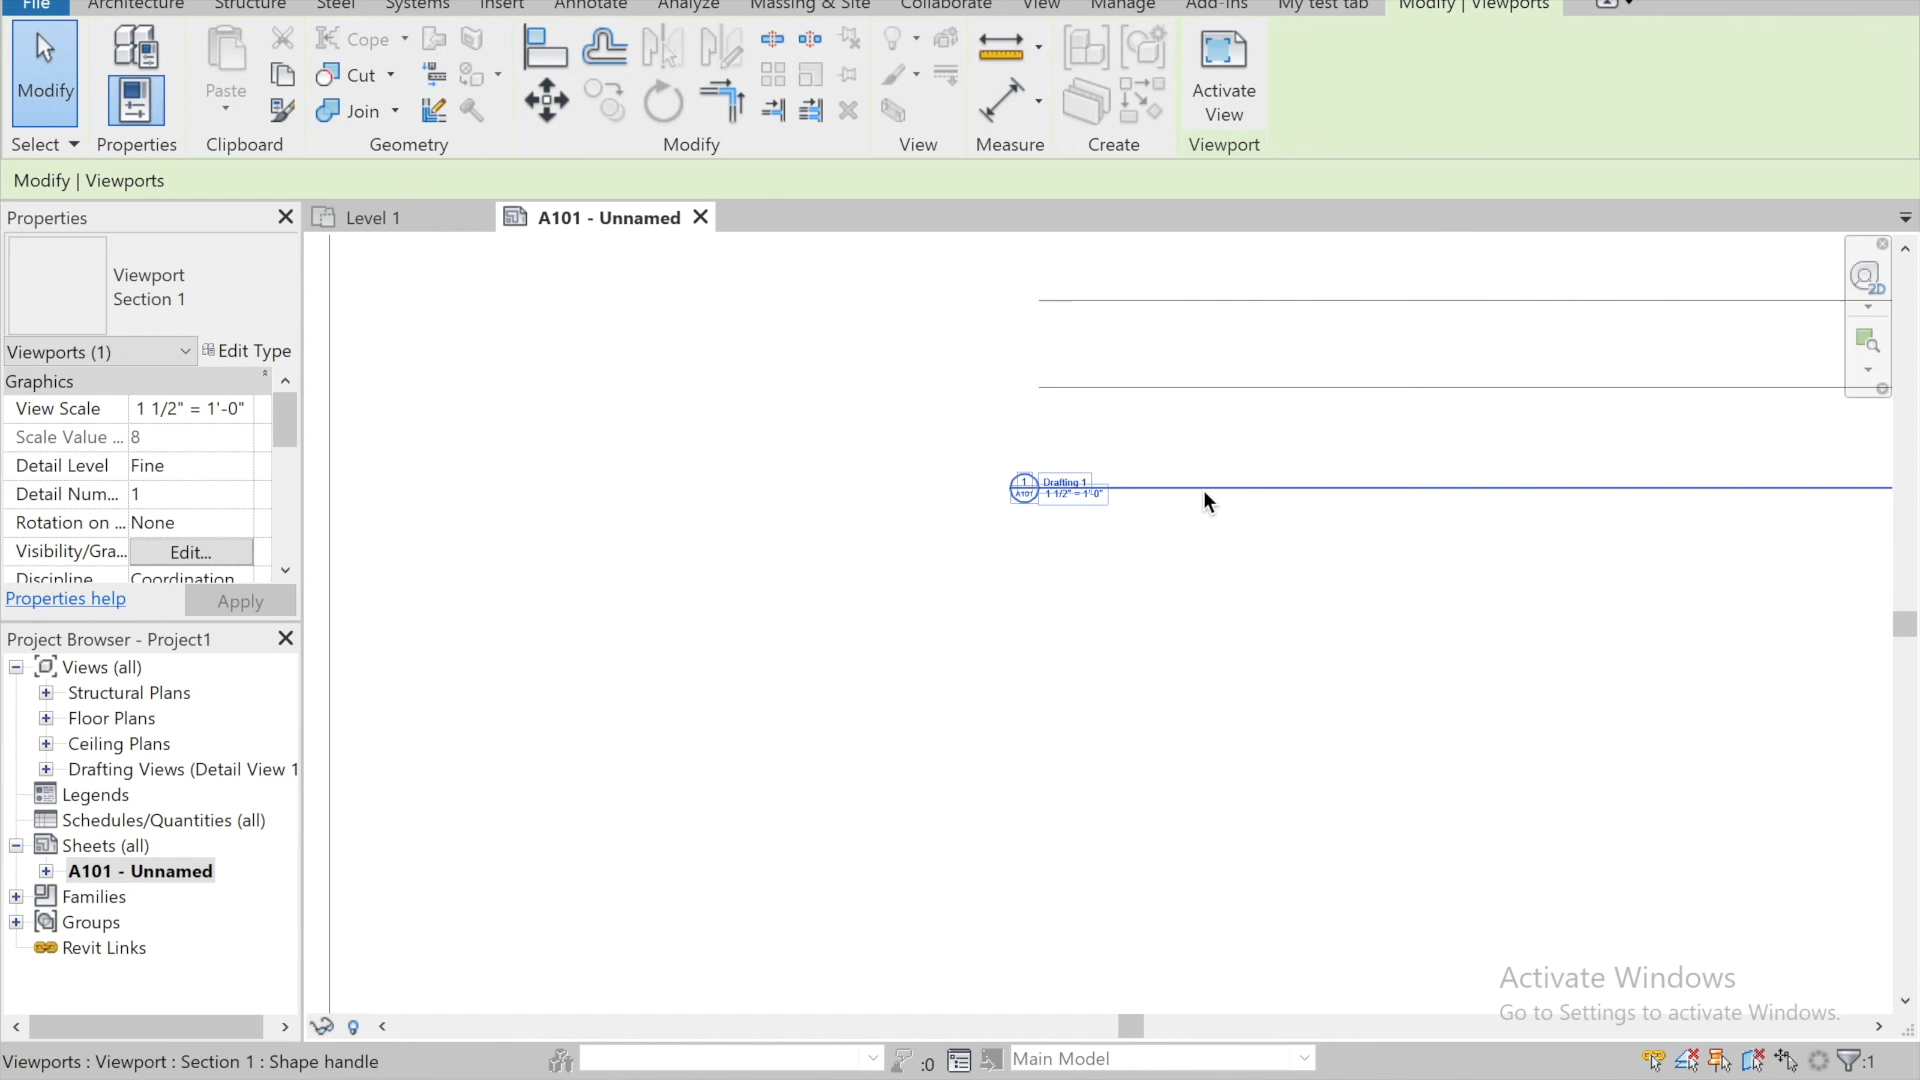 File Architecture Structure Steel Systems Insert Annotate Analyze Massing & Site Collaborate View Manage Add-Ins My test tab Modify | Viewports
Modify
Paste
Cope
Cut
Join
Activate
View
Select Properties Clipboard Geometry Modify View Measure Create Viewport
Modify | Viewports
Properties
Level 1
A101 - Unnamed
Viewport
Section 1
Viewports (1)
Edit Type
Graphics
View Scale 1 1/2" = 1'-0"
Scale Value ... 8
Detail Level Fine
Detail Num... 1
Rotation on ... None
Visibility/Gra... Edit...
Discipline Coordination
Properties help
Apply
2D
1 Drafting 1
A101 1 1/2" = 1'-0"
Project Browser - Project1
Views (all)
Structural Plans
Floor Plans
Ceiling Plans
Drafting Views (Detail View 1
Legends
Schedules/Quantities (all)
Sheets (all)
A101 - Unnamed
Families
Groups
Revit Links
Activate Windows
Go to Settings to activate Windows.
Viewports : Viewport : Section 1 : Shape handle
:0
Main Model
:1